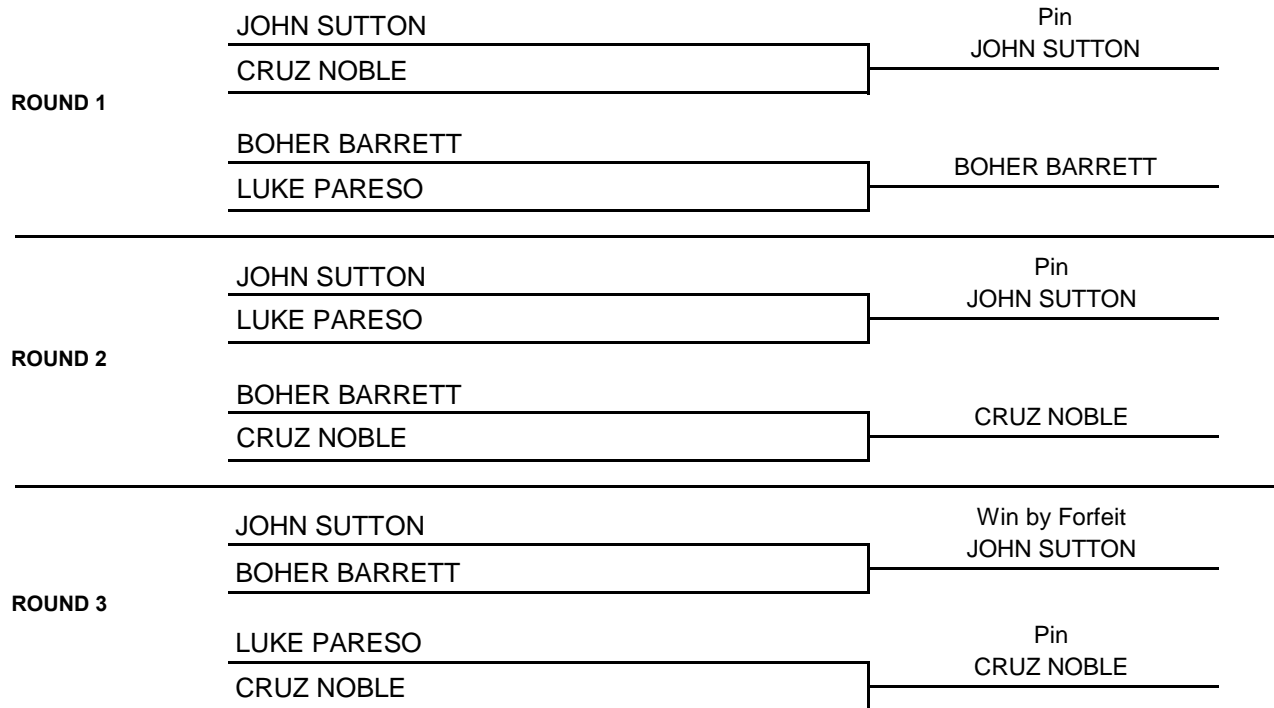 JOHN SUTTON
Pin
JOHN SUTTON
CRUZ NOBLE
ROUND 1
BOHER BARRETT
BOHER BARRETT
LUKE PARESO
JOHN SUTTON
Pin
JOHN SUTTON
LUKE PARESO
ROUND 2
BOHER BARRETT
CRUZ NOBLE
CRUZ NOBLE
JOHN SUTTON
Win by Forfeit
JOHN SUTTON
BOHER BARRETT
ROUND 3
LUKE PARESO
Pin
CRUZ NOBLE
CRUZ NOBLE